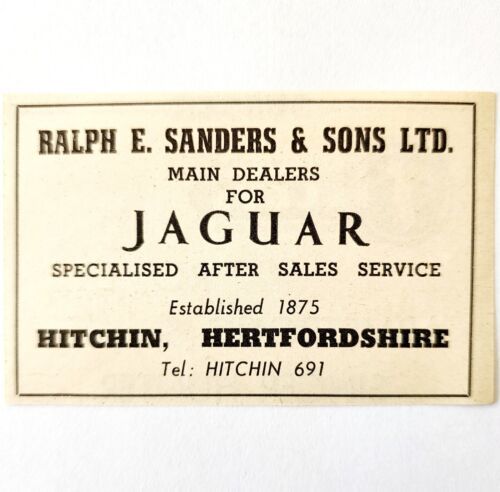 RALPH E. SANDERS & SONS LTD.
MAIN DEALERS
FOR
JAGUAR
SPECIALISED AFTER SALES SERVICE
Established 1875
HITCHIN, HERTFORDSHIRE
Tel: HITCHIN 691